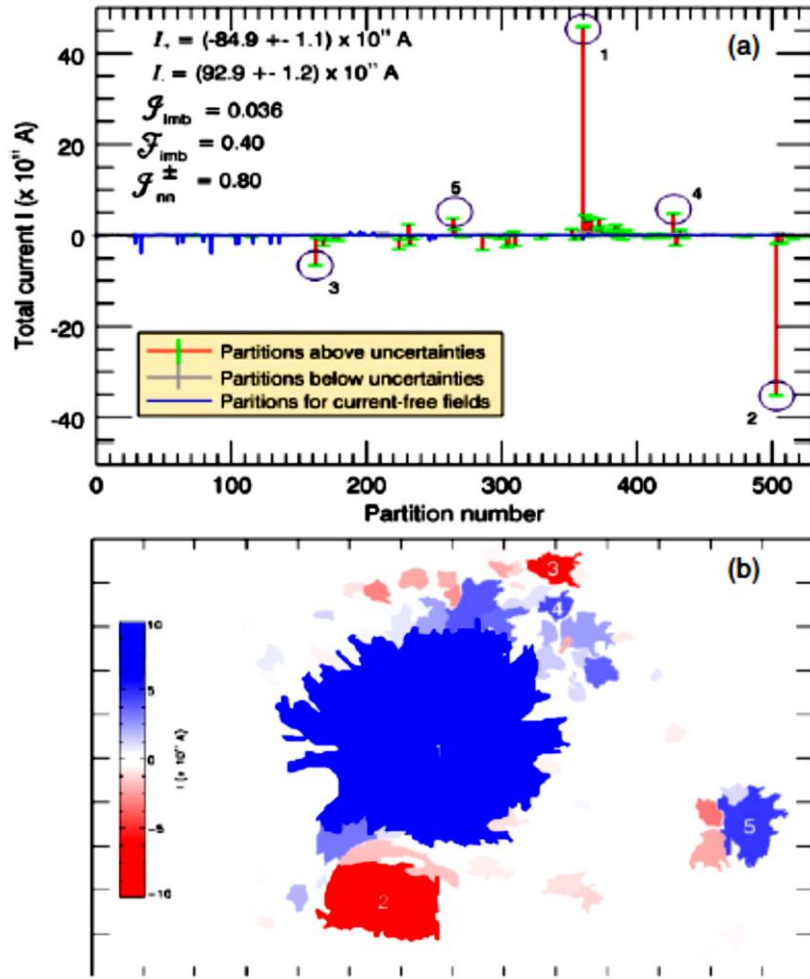 (a)
I₊ = (-84.9 +- 1.1) x 10¹¹ A
I₋ = (92.9 +- 1.2) x 10¹¹ A
𝒥imb = 0.036
ℱimb = 0.40
𝒥nn± = 0.80
1
5
4
3
2
Total current I (x 10¹¹ A)
40
20
0
-20
-40
Partitions above uncertainties
Partitions below uncertainties
Paritions for current-free fields
0 100 200 300 400 500
Partition number
(b)
3
4
1
5
2
10
5
0
-5
-10
I (x 10¹¹ A)